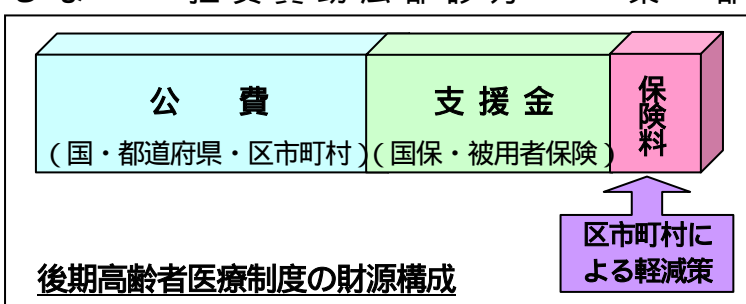 公　費
(国・都道府県・区市町村)
支援金
(国保・被用者保険)
保険料
区市町村に
よる軽減策
後期高齢者医療制度の財源構成